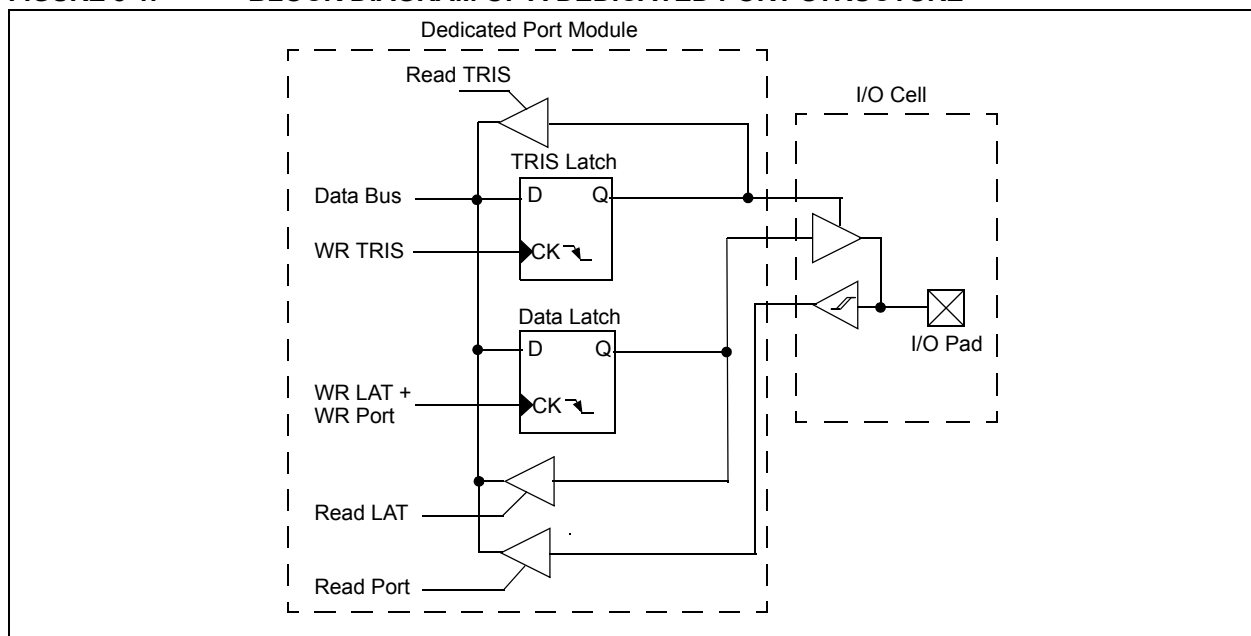 Dedicated Port Module
Read TRIS
I/O Cell
TRIS Latch
Data Bus
D Q
WR TRIS
CK
Data Latch
D Q
I/O Pad
WR LAT +
WR Port
CK
Read LAT
Read Port